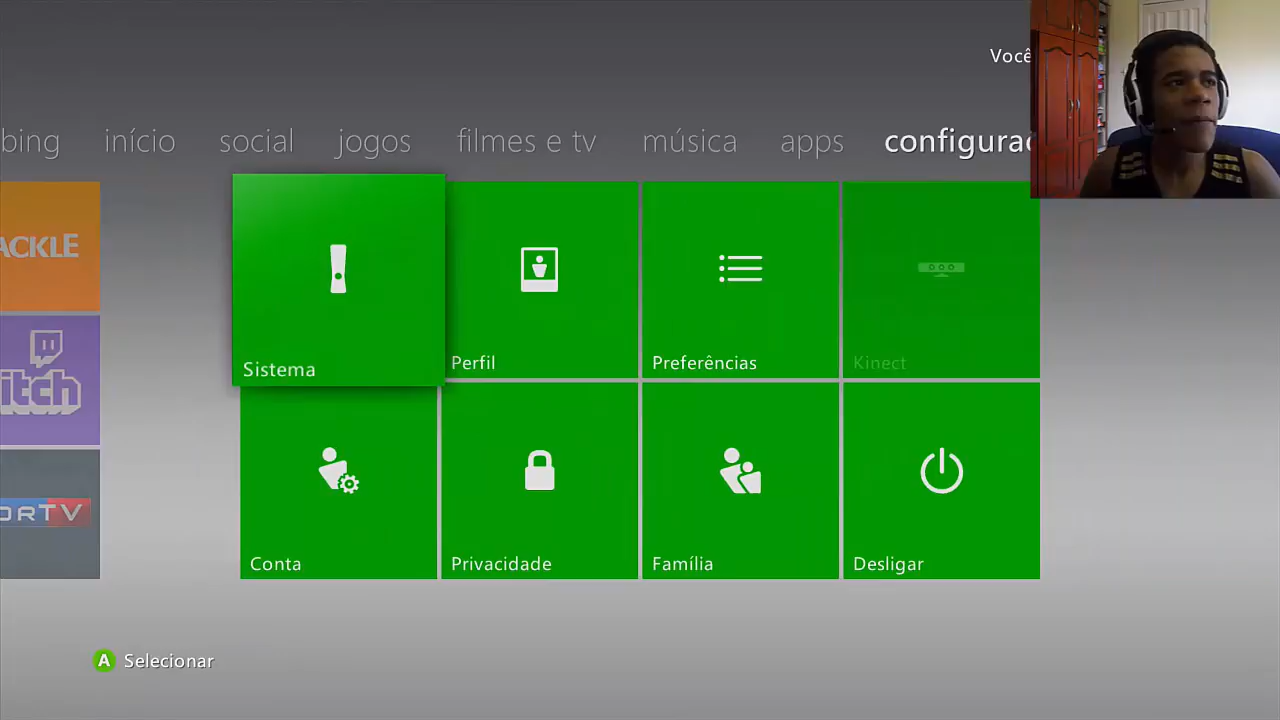 Você
bing início social jogos filmes e tv música apps configurac
ACKLE
Sistema
Perfil
Preferências
Kinect
itch
ORTV
Conta
Privacidade
Família
Desligar
A Selecionar